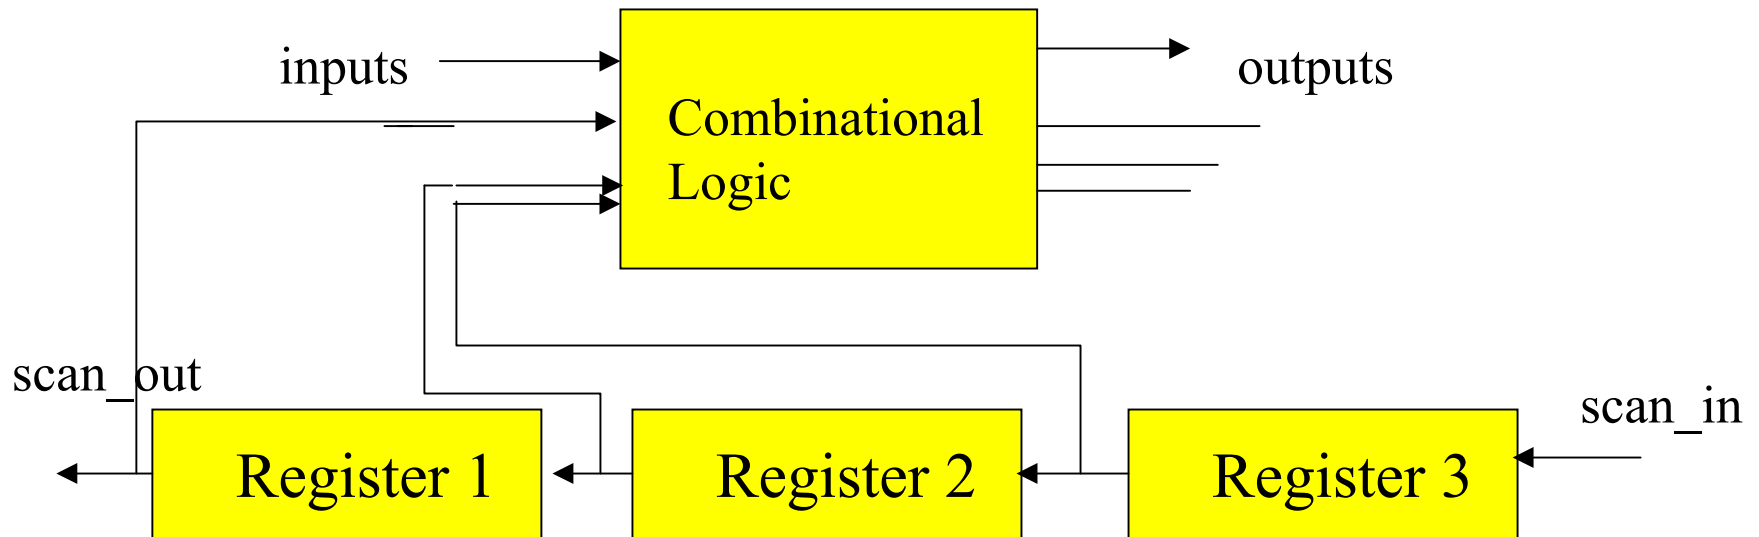 inputs
outputs
Combinational
Logic
scan_out
scan_in
Register 1
Register 2
Register 3